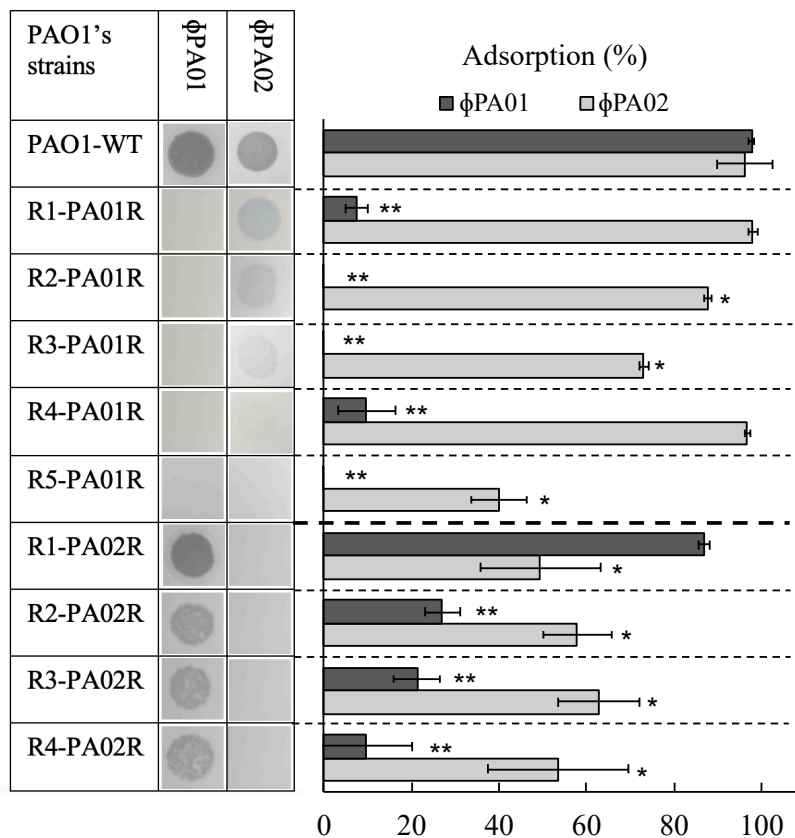 PAO1's
strains
ϕPA01
ϕPA02
Adsorption (%)
ϕPA01
ϕPA02
PAO1-WT
R1-PA01R
**
R2-PA01R
**
*
R3-PA01R
**
*
R4-PA01R
**
R5-PA01R
**
*
R1-PA02R
*
R2-PA02R
**
*
R3-PA02R
**
*
R4-PA02R
**
*
0 20 40 60 80 100